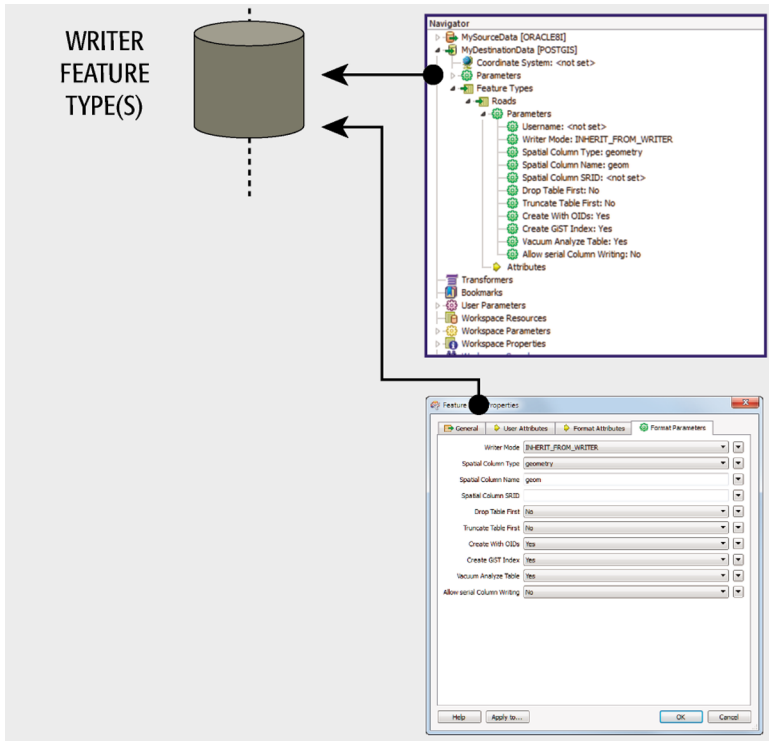 WRITER
FEATURE
TYPE(S)
Navigator
MySourceData [ORACLE8I]
MyDestinationData [POSTGIS]
Coordinate System: <not set>
Parameters
Feature Types
Roads
Parameters
Username: <not set>
Writer Mode: INHERIT_FROM_WRITER
Spatial Column Type: geometry
Spatial Column Name: geom
Spatial Column SRID: <not set>
Drop Table First: No
Truncate Table First: No
Create With OIDs: Yes
Create GiST Index: Yes
Vacuum Analyze Table: Yes
Allow serial Column Writing: No
Attributes
Transformers
Bookmarks
User Parameters
Workspace Resources
Workspace Parameters
Workspace Properties
Feature Properties
General User Attributes Format Attributes Format Parameters
Writer Mode INHERIT_FROM_WRITER
Spatial Column Type geometry
Spatial Column Name geom
Spatial Column SRID
Drop Table First No
Truncate Table First No
Create With OIDs Yes
Create GiST Index Yes
Vacuum Analyze Table Yes
Allow serial Column Writing No
Help Apply to... OK Cancel